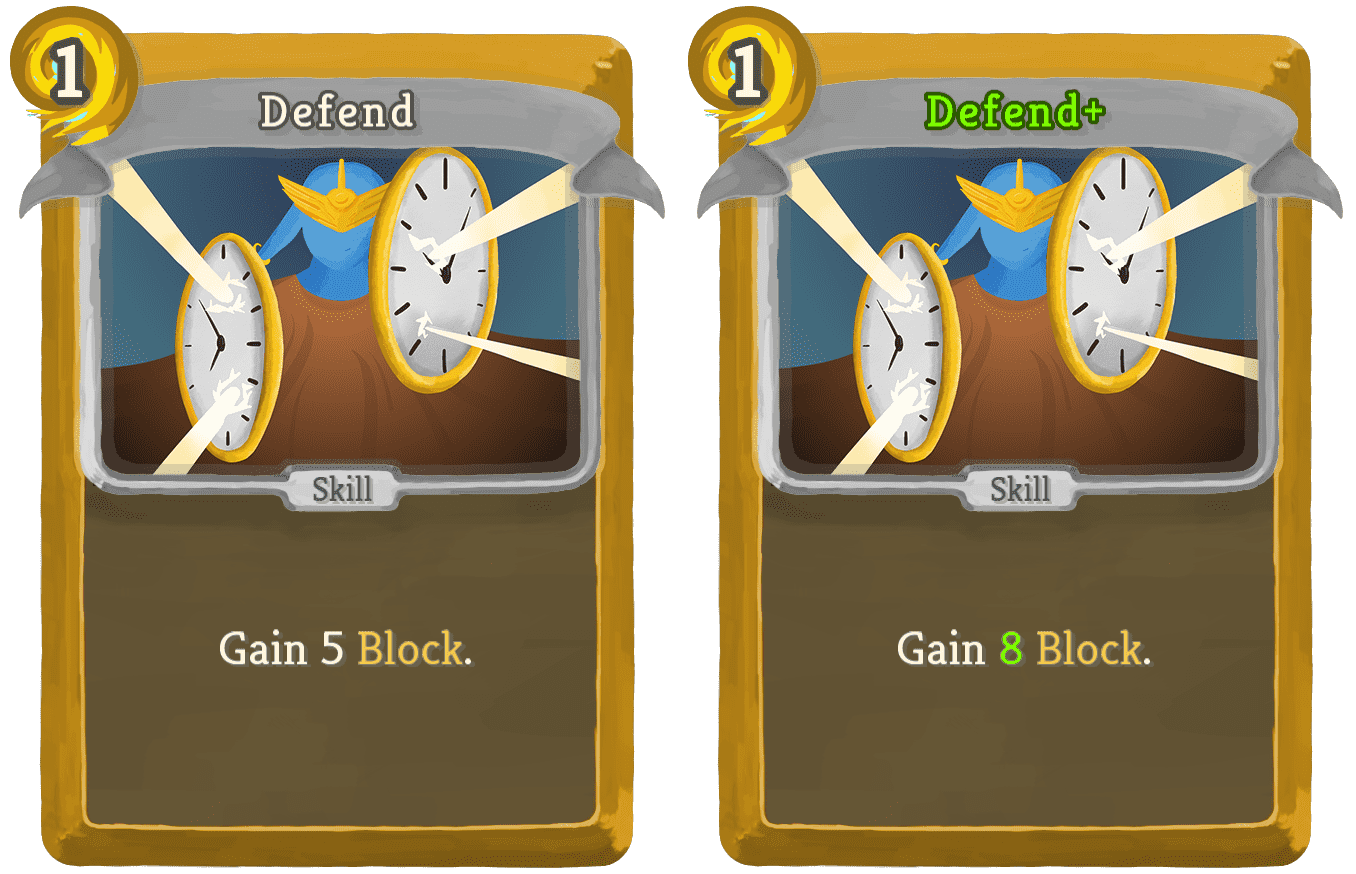 1
Defend
Skill
Gain 5 Block.
1
Defend+
Skill
Gain 8 Block.